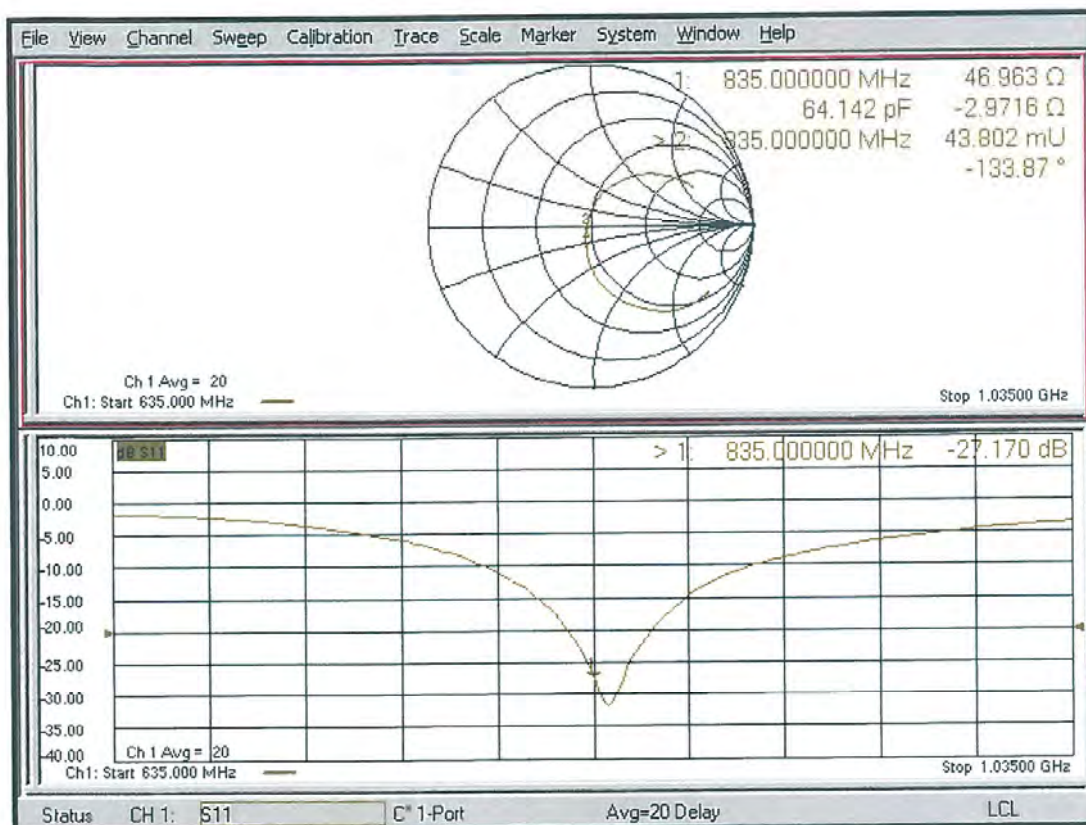 File View Channel Sweep Calibration Trace Scale Marker System Window Help
1: 835.000000 MHz 46.963 Ω
64.142 pF -2.9716 Ω
> 2: 835.000000 MHz 43.802 mU
-133.87 °
Ch 1 Avg = 20
Ch1: Start 635.000 MHz
Stop 1.03500 GHz
10.00
dB S11
> 1: 835.000000 MHz -27.170 dB
5.00
0.00
-5.00
-10.00
-15.00
-20.00
-25.00
-30.00
-35.00
-40.00
Ch 1 Avg = 20
Ch1: Start 635.000 MHz
Stop 1.03500 GHz
Status CH 1: S11 C* 1-Port Avg=20 Delay LCL